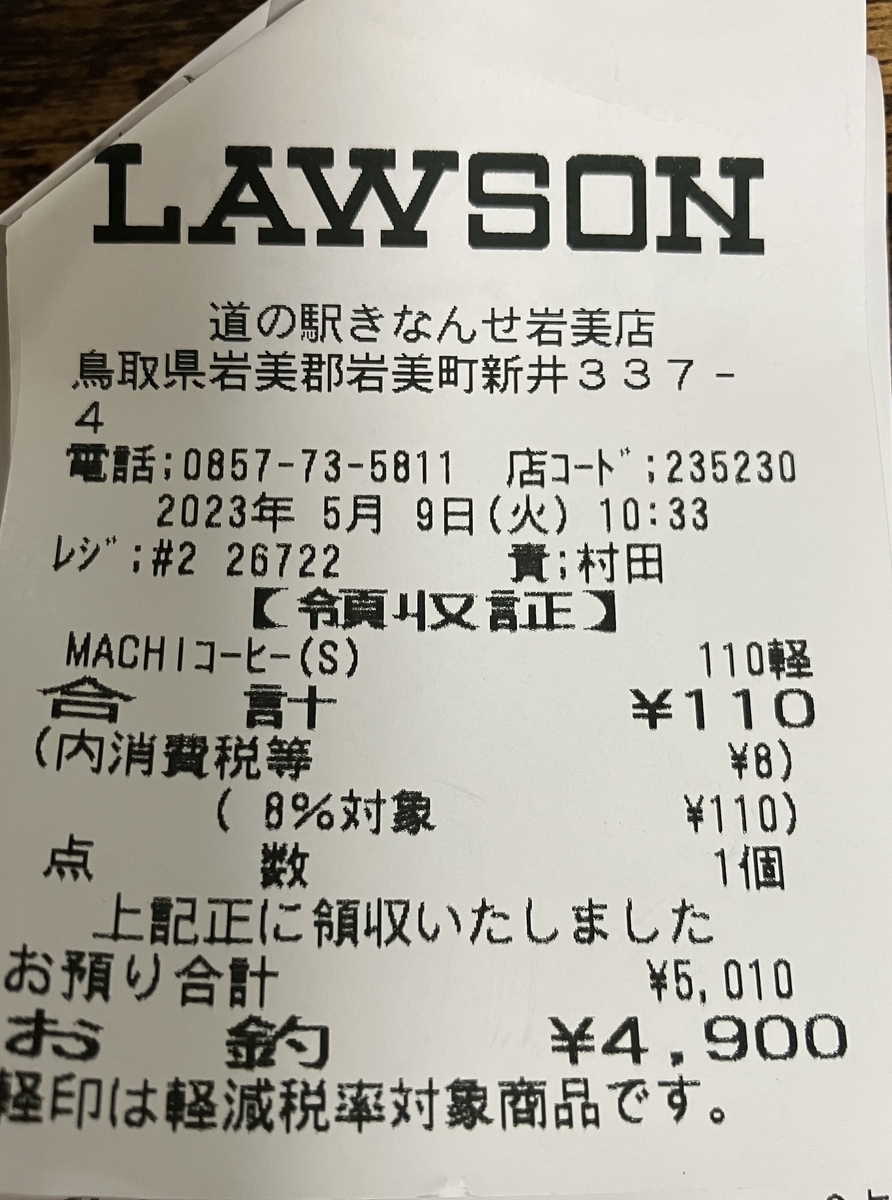 LAWSON
道の駅きなんせ岩美店
鳥取県岩美郡岩美町新井３３７－
４
電話;0857-73-5811 店ｺｰﾄﾞ;235230
2023年 5月 9日(火) 10:33
ﾚｼﾞ;#2 26722 責;村田
【領収証】
MACHIｺｰﾋｰ(S) 110軽
合 計 ¥110
(内消費税等 ¥8)
( 8%対象 ¥110)
点 数 1個
上記正に領収いたしました
お預り合計 ¥5,010
お 釣 ¥4,900
軽印は軽減税率対象商品です。